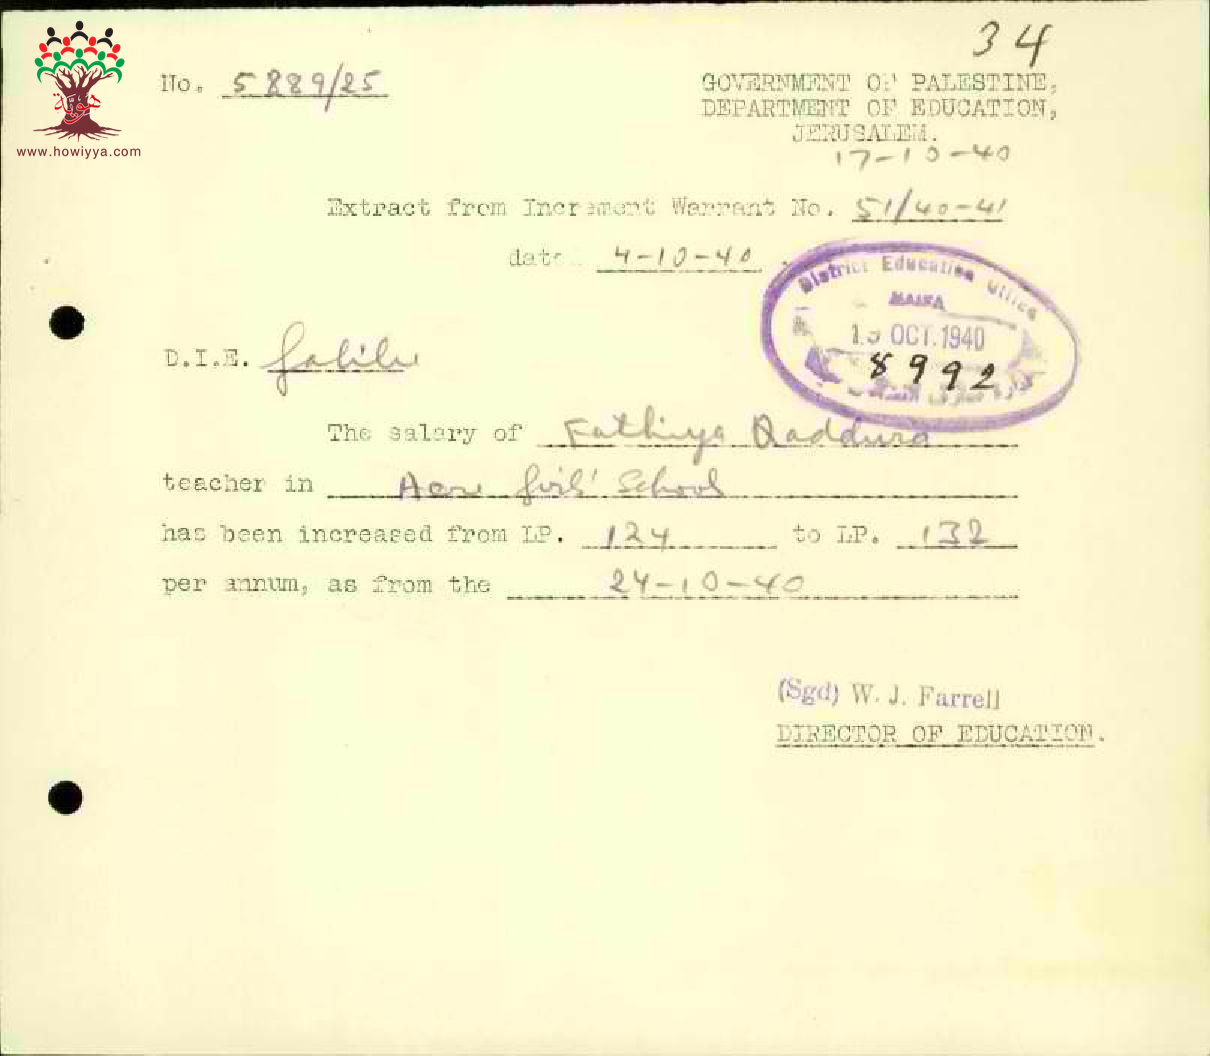 34
هوية
www.howiyya.com
No. 5889/25
GOVERNMENT OF PALESTINE,
DEPARTMENT OF EDUCATION,
JERUSALEM.
17-10-40
Extract from Increment Warrant No. 51/40-41
date 4-10-40
District Education Office
HAIFA
OCT.1940
8992
D.I.E. Galilee
The salary of Fathiya Qaddura
teacher in Acre Girls' School
has been increased from LP. 124 to LP. 132
per annum, as from the 24-10-40
(Sgd) W. J. Farrell
DIRECTOR OF EDUCATION.